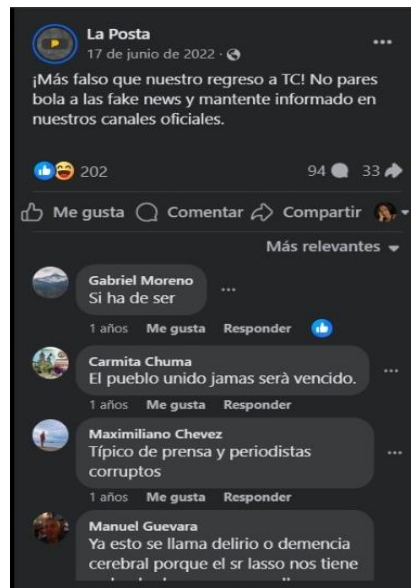 La Posta
17 de junio de 2022 ·
¡Más falso que nuestro regreso a TC! No pares
bola a las fake news y mantente informado en
nuestros canales oficiales.
202
94 33
Me gusta Comentar Compartir
Más relevantes
Gabriel Moreno
Si ha de ser
1 años Me gusta Responder
Carmita Chuma
El pueblo unido jamas serà vencido.
1 años Me gusta Responder
Maximiliano Chevez
Típico de prensa y periodistas
corruptos
1 años Me gusta Responder
Manuel Guevara
Ya esto se llama delirio o demencia
cerebral porque el sr lasso nos tiene